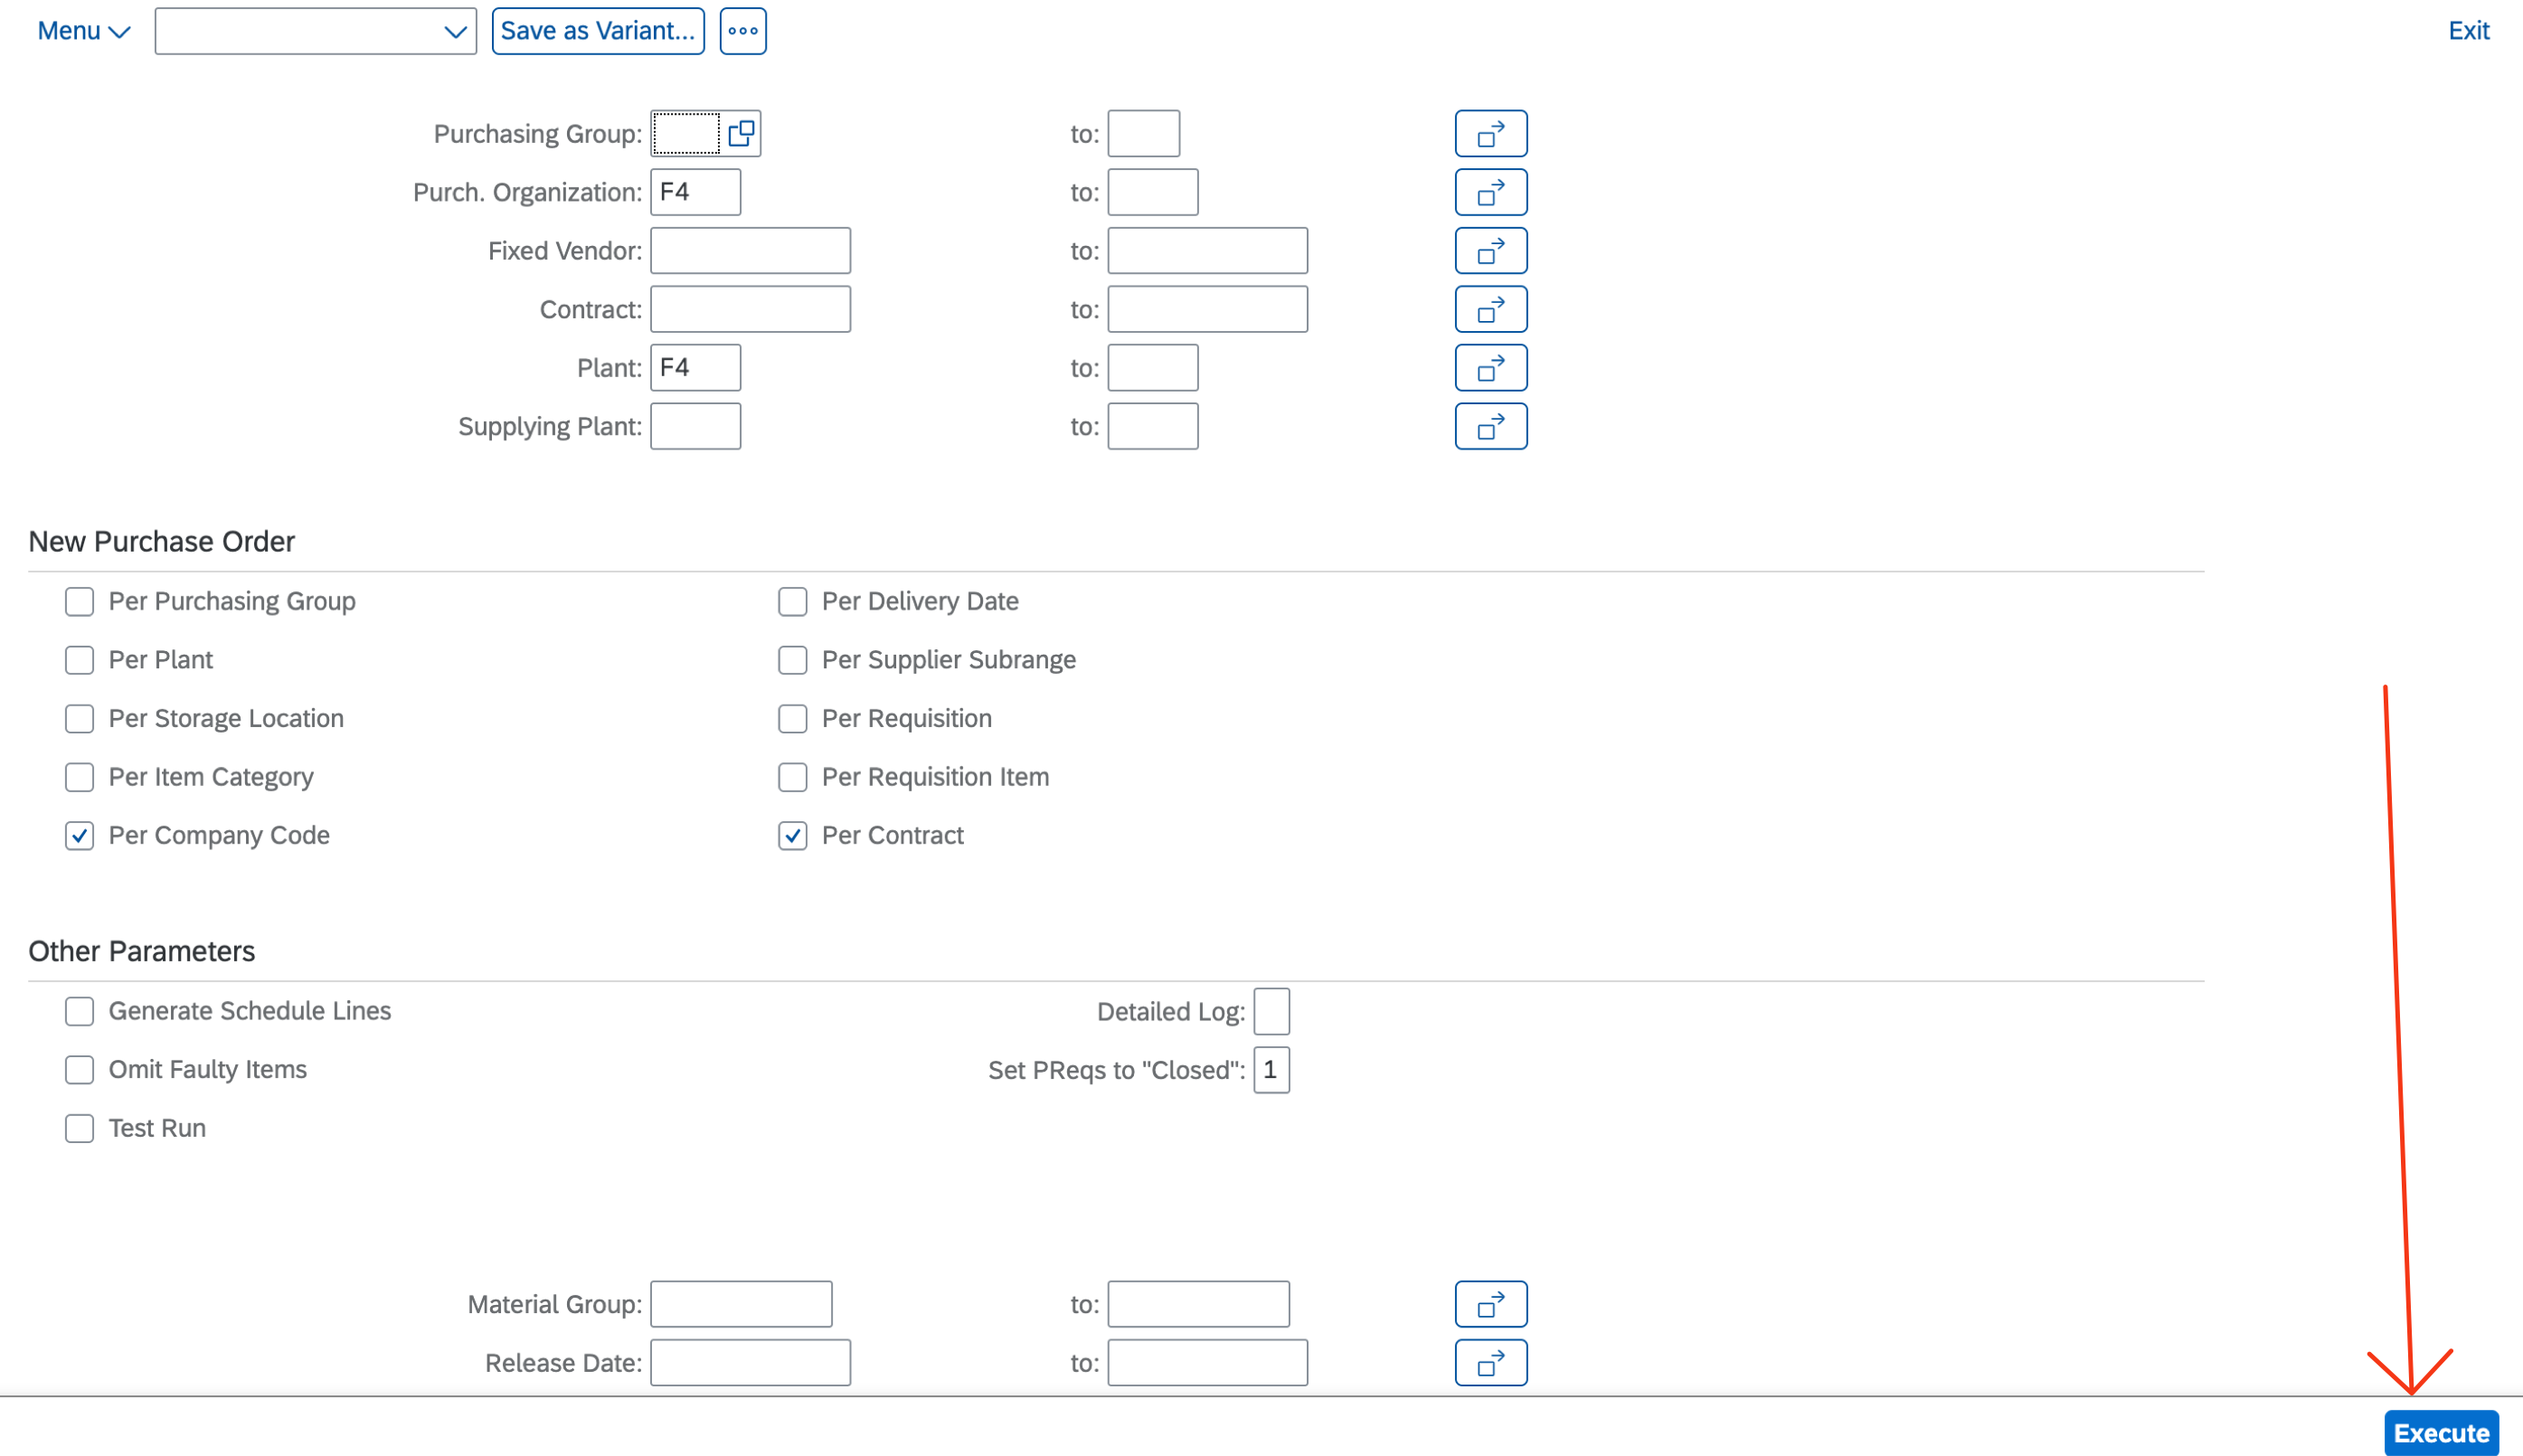 Menu Save as Variant... Exit
Purchasing Group: to:
Purch. Organization: F4 to:
Fixed Vendor: to:
Contract: to:
Plant: F4 to:
Supplying Plant: to:
New Purchase Order
Per Purchasing Group Per Delivery Date
Per Plant Per Supplier Subrange
Per Storage Location Per Requisition
Per Item Category Per Requisition Item
Per Company Code Per Contract
Other Parameters
Generate Schedule Lines Detailed Log:
Omit Faulty Items Set PReqs to "Closed": 1
Test Run
Material Group: to:
Release Date: to:
Execute